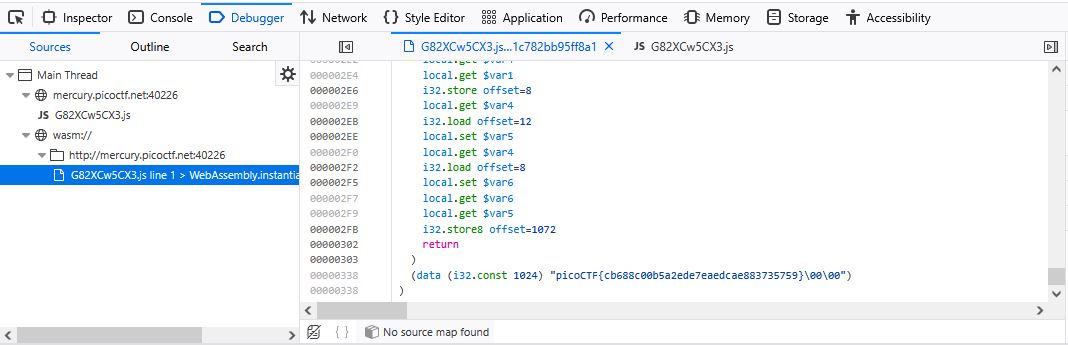 Inspector Console Debugger Network Style Editor Application Performance Memory Storage Accessibility
Sources Outline Search
G82XCw5CX3.js...1c782bb95ff8a1 × JS G82XCw5CX3.js
Main Thread
mercury.picoctf.net:40226
JS G82XCw5CX3.js
wasm://
http://mercury.picoctf.net:40226
G82XCw5CX3.js line 1 > WebAssembly.instantia
000002E4 local.get $var1
000002E6 i32.store offset=8
000002E9 local.get $var4
000002EB i32.load offset=12
000002EE local.set $var5
000002F0 local.get $var4
000002F2 i32.load offset=8
000002F5 local.set $var6
000002F7 local.get $var6
000002F9 local.get $var5
000002FB i32.store8 offset=1072
00000302 return
00000303 )
00000338 (data (i32.const 1024) "picoCTF{cb688c00b5a2ede7eaedcae883735759}\00\00")
00000338 )
{ } No source map found